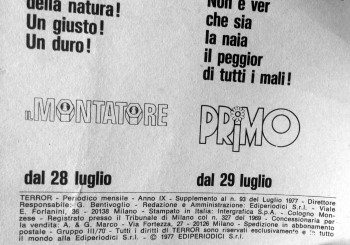 della natura!
Un giusto!
Un duro!
IL MONTATORE
dal 28 luglio
Non è ver
che sia
la naia
il peggior
di tutti i mali!
PRIMO
dal 29 luglio
TERROR - Periodico mensile - Anno IX - Supplemento al n. 93 del Luglio 1977 - Direttore
Responsabile: G. Bentivoglio - Redazione e Amministrazione: Ediperiodici S.r.l. - Viale
E. Forlanini, 36 - 20138 Milano - Stampato in Italia: Intergrafica S.p.A. - Cologno Mon-
zese - Registrato presso il Tribunale di Milano col n. 327 del 1969 - Concessionaria per
la vendita: A. & G. Marco - Via Fortezza, 27 - 20126 Milano - Spedizione in abbonamento
postale - Gruppo III/70 - Tutti i diritti di TERROR sono riservati esclusivamente e in tutto
il mondo alla Ediperiodici S.r.l. - © 1977 EDIPERIODICI S.r.l.